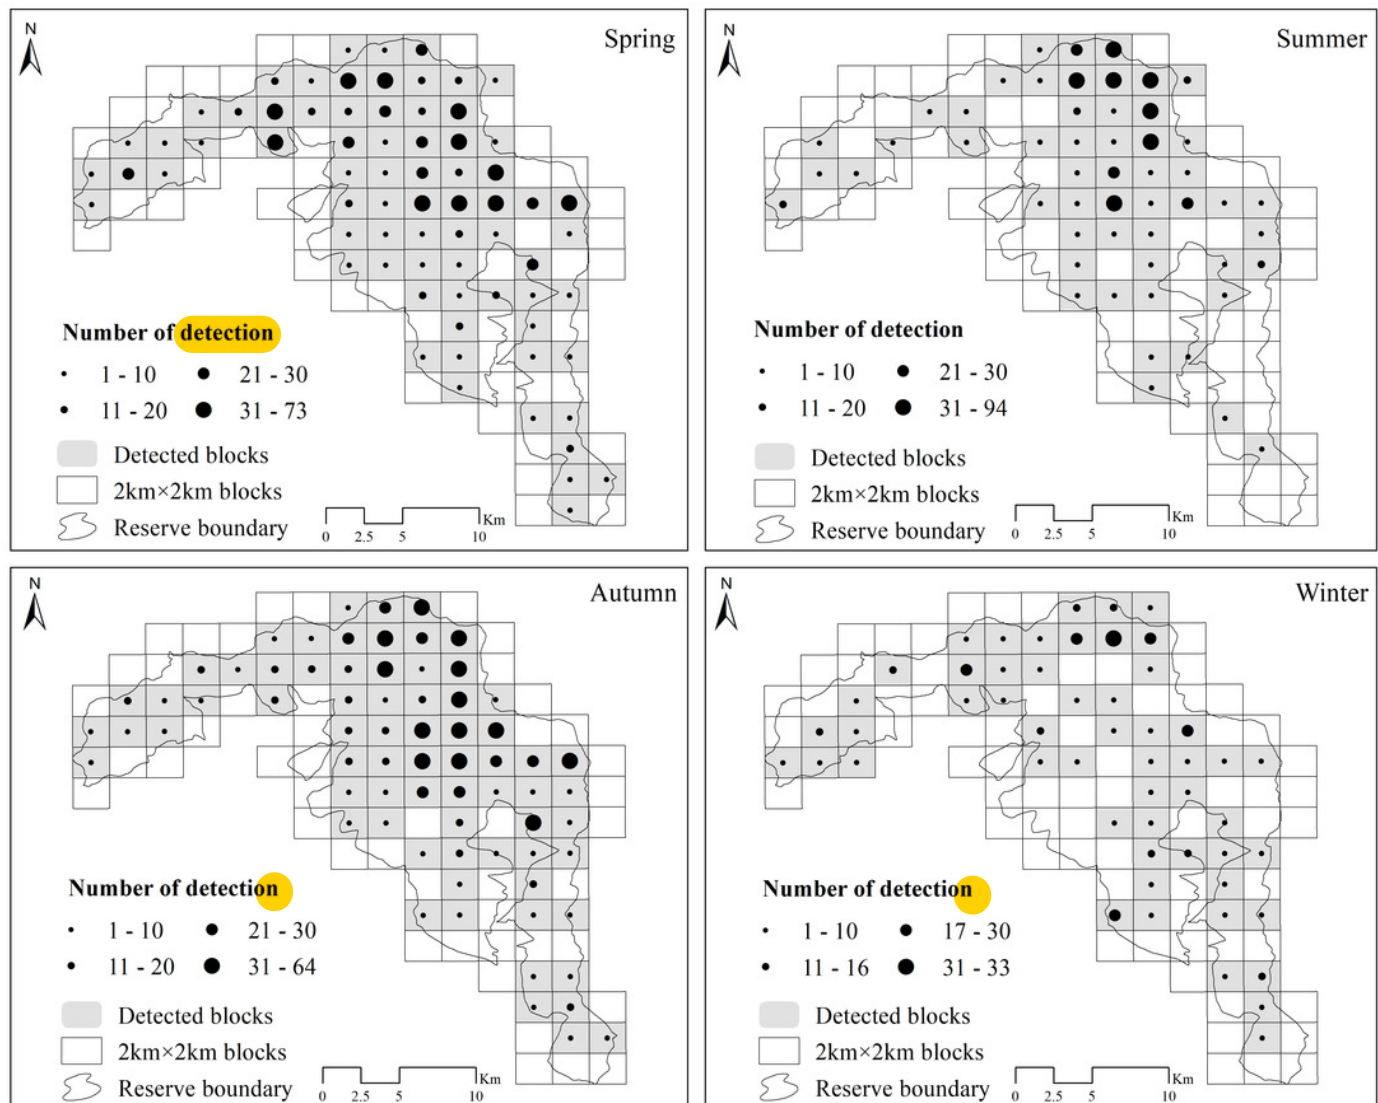 N
Spring
Number of detection
1 - 10
21 - 30
11 - 20
31 - 73
Detected blocks
2km×2km blocks
Reserve boundary
Km
0 2.5 5 10
N
Summer
Number of detection
1 - 10
21 - 30
11 - 20
31 - 94
Detected blocks
2km×2km blocks
Reserve boundary
Km
0 2.5 5 10
N
Autumn
Number of detection
1 - 10
21 - 30
11 - 20
31 - 64
Detected blocks
2km×2km blocks
Reserve boundary
Km
0 2.5 5 10
N
Winter
Number of detection
1 - 10
17 - 30
11 - 16
31 - 33
Detected blocks
2km×2km blocks
Reserve boundary
Km
0 2.5 5 10